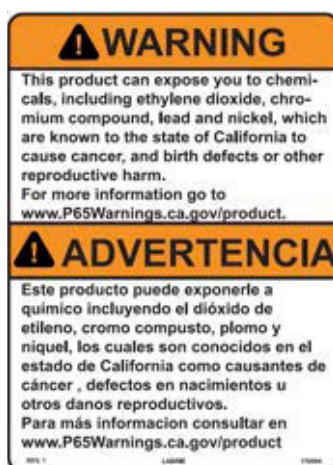 WARNING
This product can expose you to chemi-
cals, including ethylene dioxide, chro-
mium compound, lead and nickel, which
are known to the state of California to
cause cancer, and birth defects or other
reproductive harm.
For more information go to
www.P65Warnings.ca.gov/product.
ADVERTENCIA
Este producto puede exponerle a
quimico incluyendo el dióxido de
etileno, cromo compusto, plomo y
niquel, los cuales son conocidos en el
estado de California como causantes de
cáncer , defectos en nacimientos u
otros danos reproductivos.
Para más informacion consultar en
www.P65Warnings.ca.gov/product